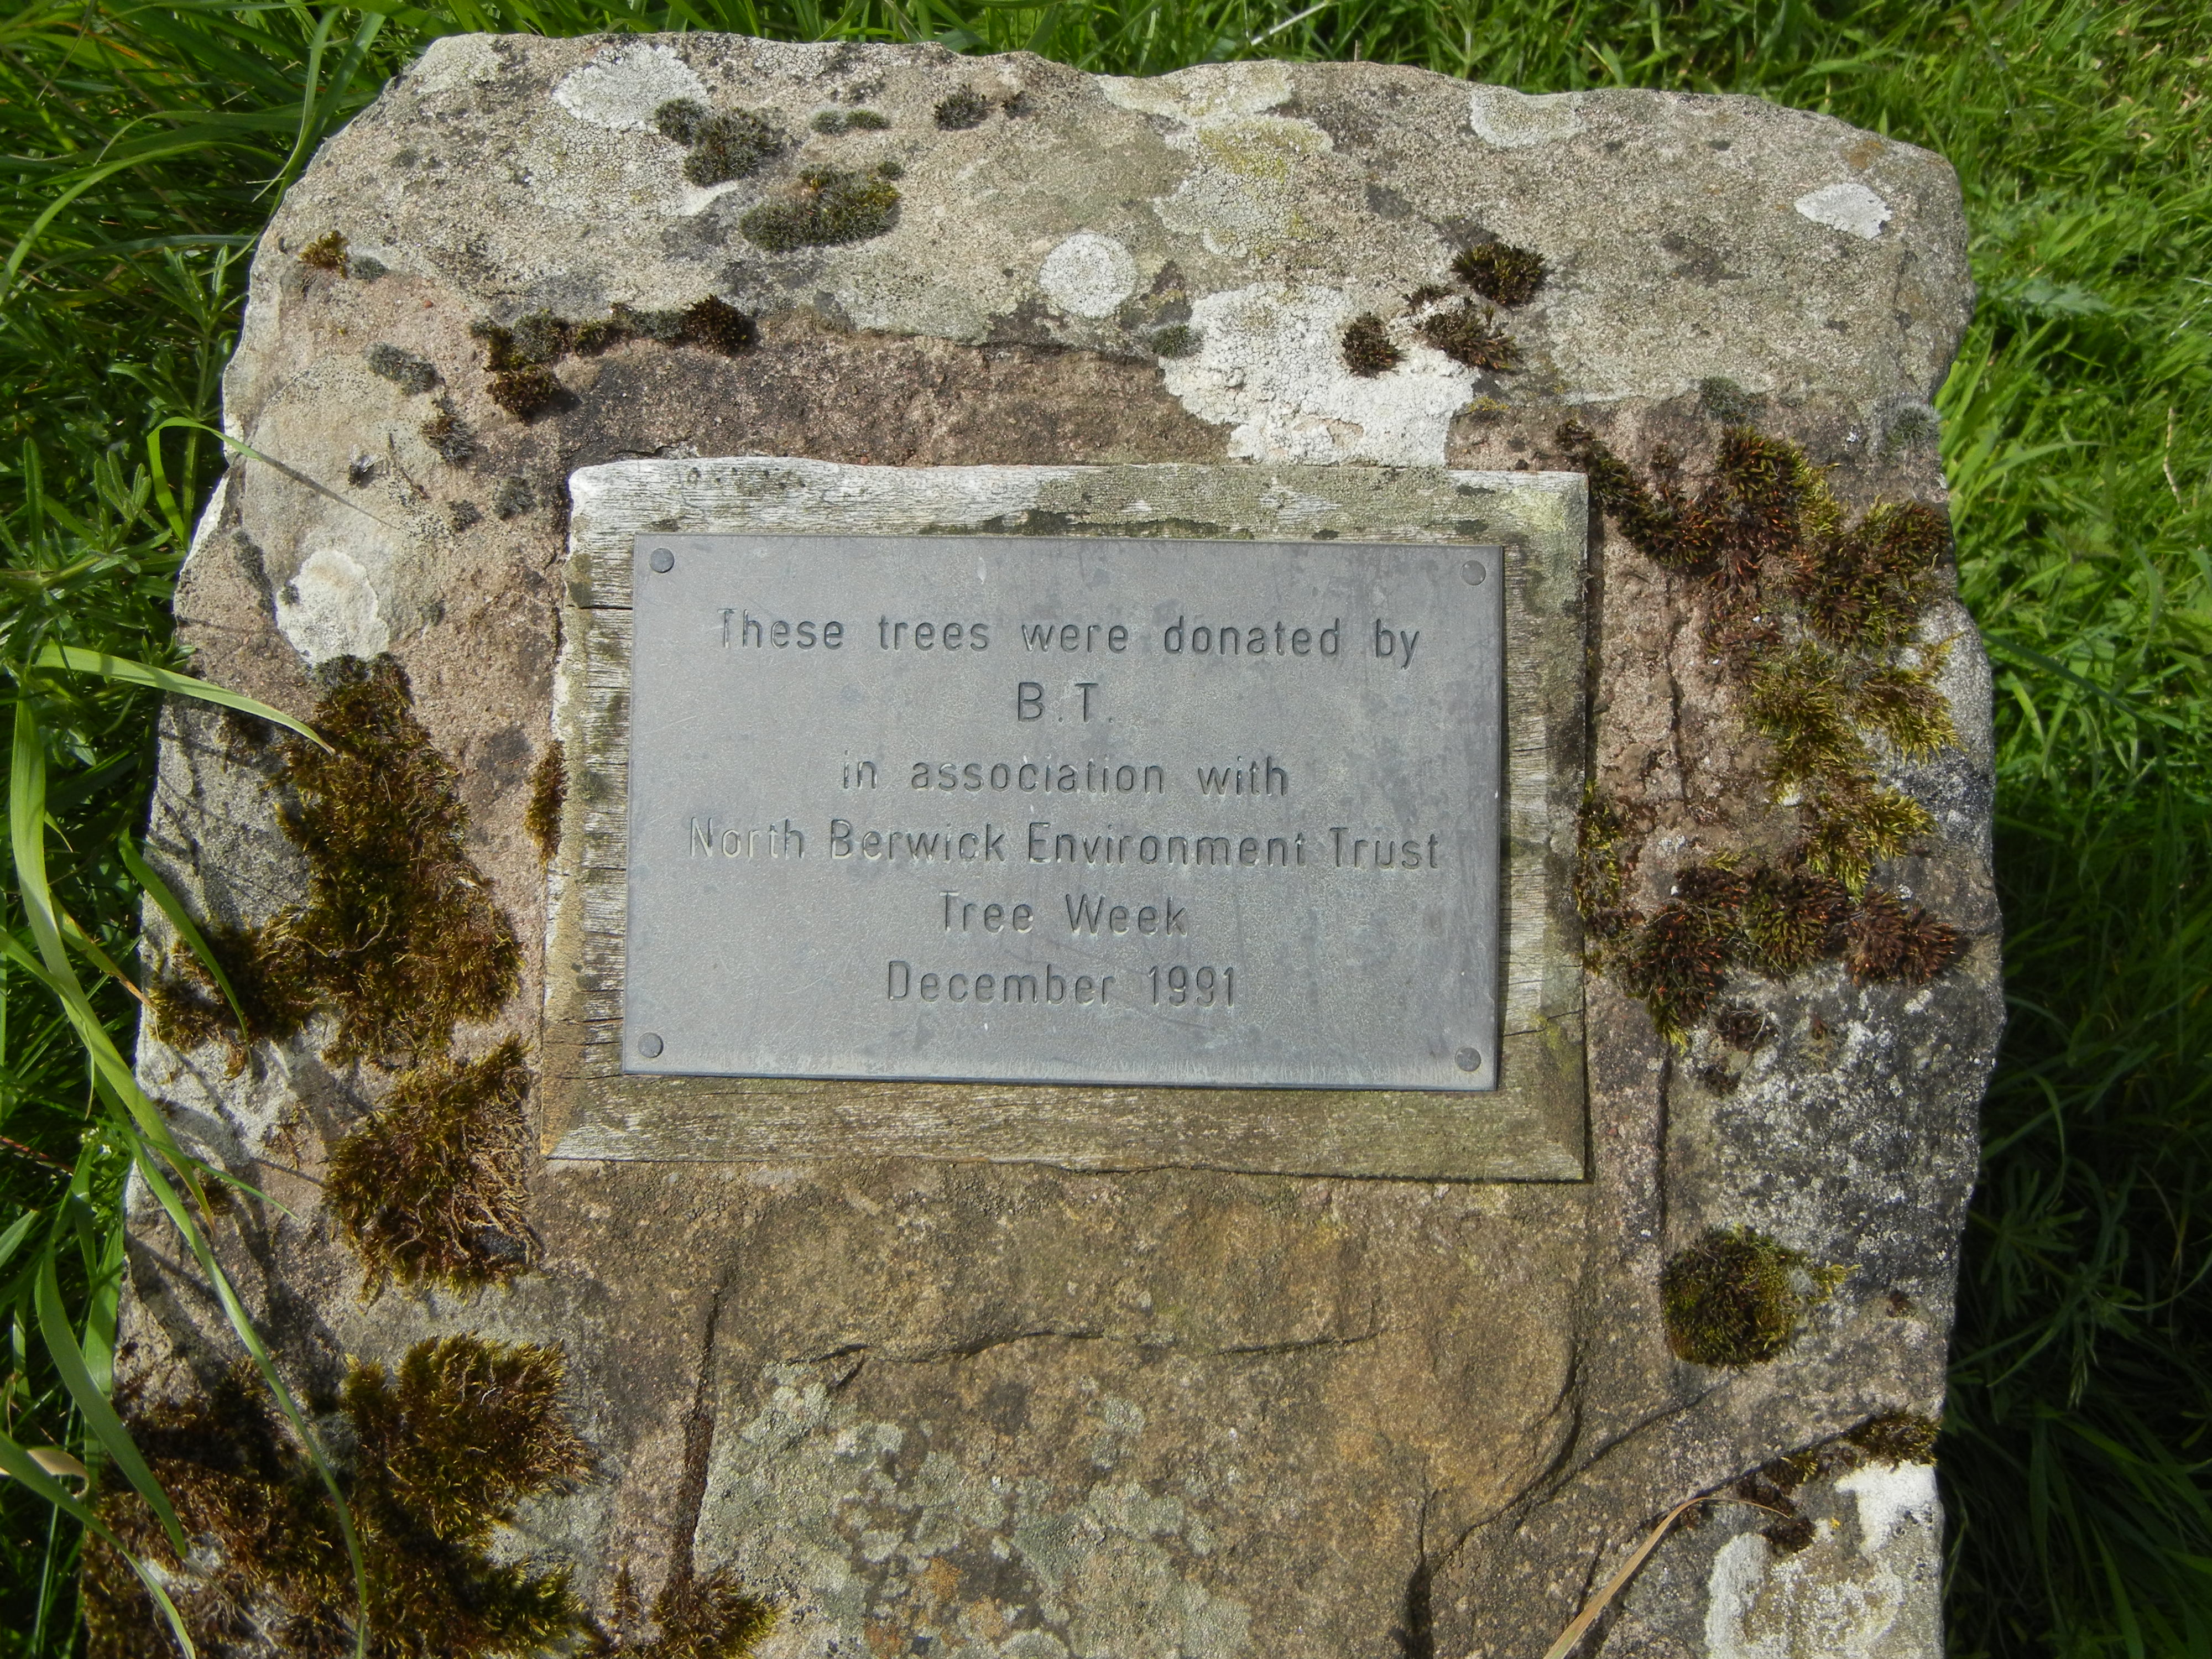 These trees were donated by
B.T.
in association with
North Berwick Environment Trust
Tree Week
December 1991